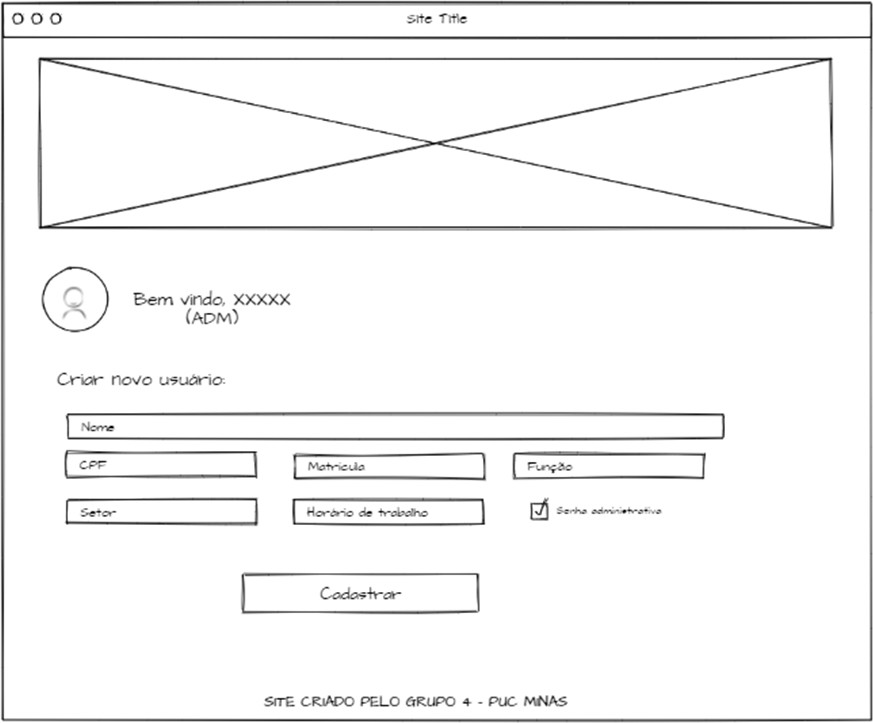 Site Title
Bem vindo, XXXXX
(ADM)
Criar novo usuário:
Nome
CPF
Matrícula
Função
Setor
Horário de trabalho
Senha administrativa
Cadastrar
SITE CRIADO PELO GRUPO 4 - PUC MINAS